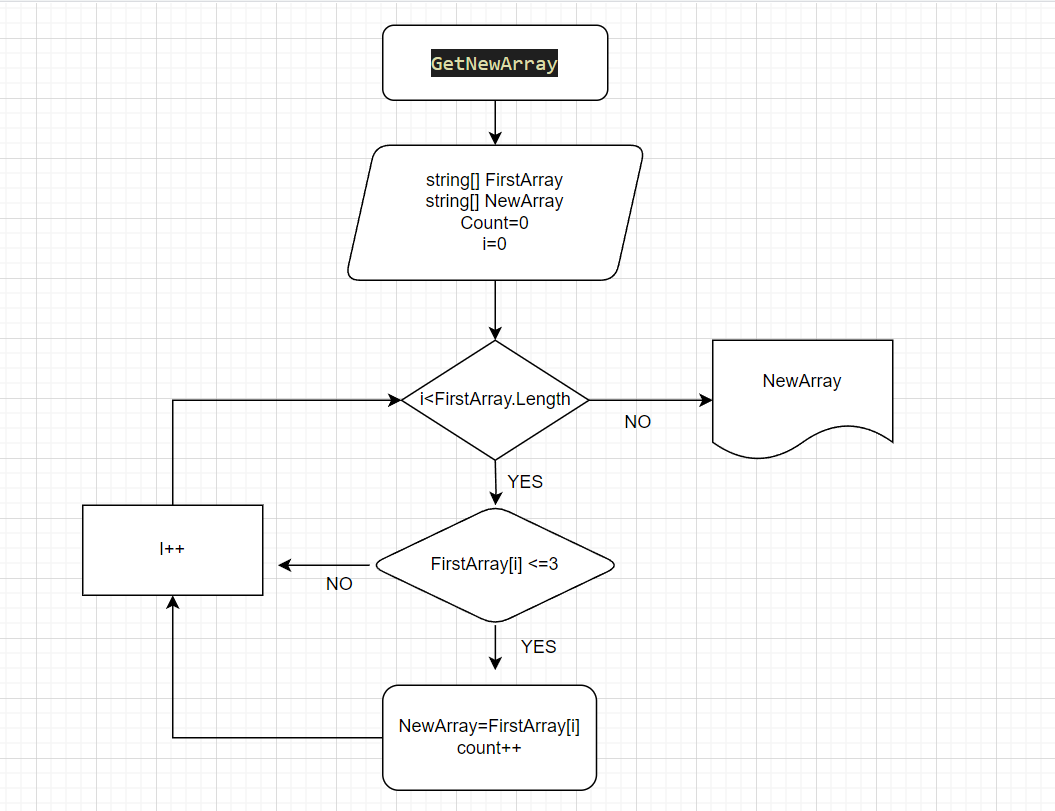 GetNewArray
string[] FirstArray
string[] NewArray
Count=0
i=0
i<FirstArray.Length
NO
NewArray
YES
I++
FirstArray[i] <=3
NO
YES
NewArray=FirstArray[i]
count++